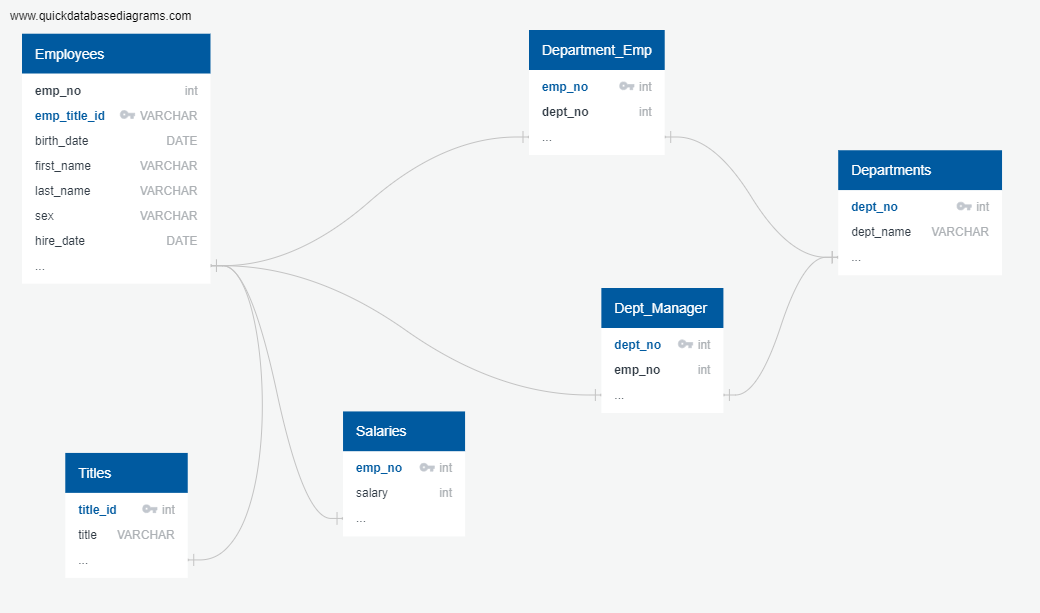 www.quickdatabasediagrams.com
Employees
emp_no int
emp_title_id VARCHAR
birth_date DATE
first_name VARCHAR
last_name VARCHAR
sex VARCHAR
hire_date DATE
...
Department_Emp
emp_no int
dept_no int
...
Departments
dept_no int
dept_name VARCHAR
...
Dept_Manager
dept_no int
emp_no int
...
Salaries
emp_no int
salary int
...
Titles
title_id int
title VARCHAR
...